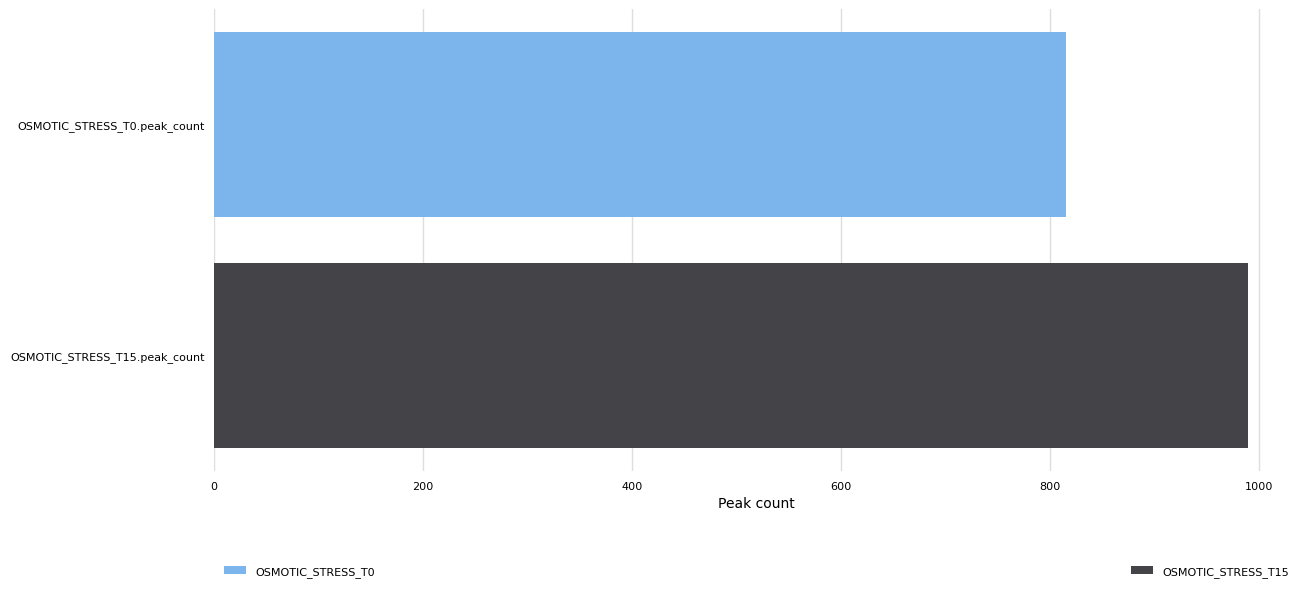 OSMOTIC_STRESS_T0.peak_count
OSMOTIC_STRESS_T15.peak_count
0 200 400 600 800 1000
Peak count
OSMOTIC_STRESS_T0 OSMOTIC_STRESS_T15